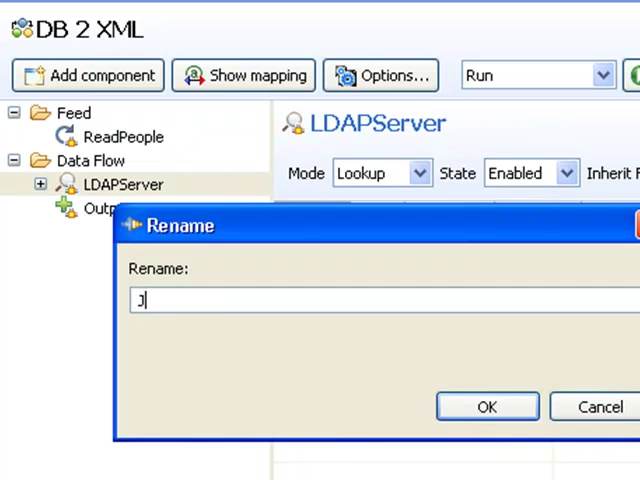 DB 2 XML
Add component Show mapping Options... Run
Feed
ReadPeople
Data Flow
LDAPServer
LDAPServer
Mode Lookup State Enabled Inherit
Rename
Rename:
J
OK Cancel